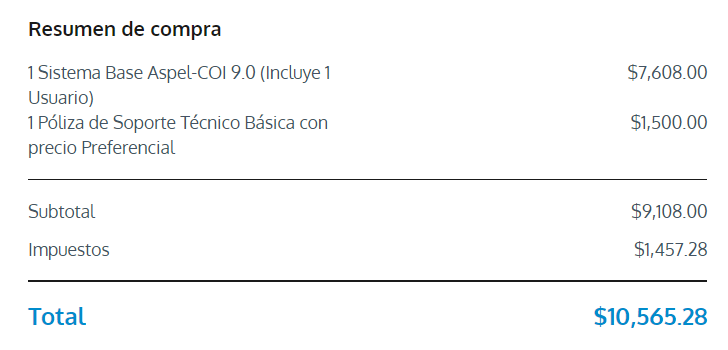 Resumen de compra
1 Sistema Base Aspel-COI 9.0 (Incluye 1 $7,608.00
Usuario)
1 Póliza de Soporte Técnico Básica con $1,500.00
precio Preferencial
Subtotal $9,108.00
Impuestos $1,457.28
Total $10,565.28